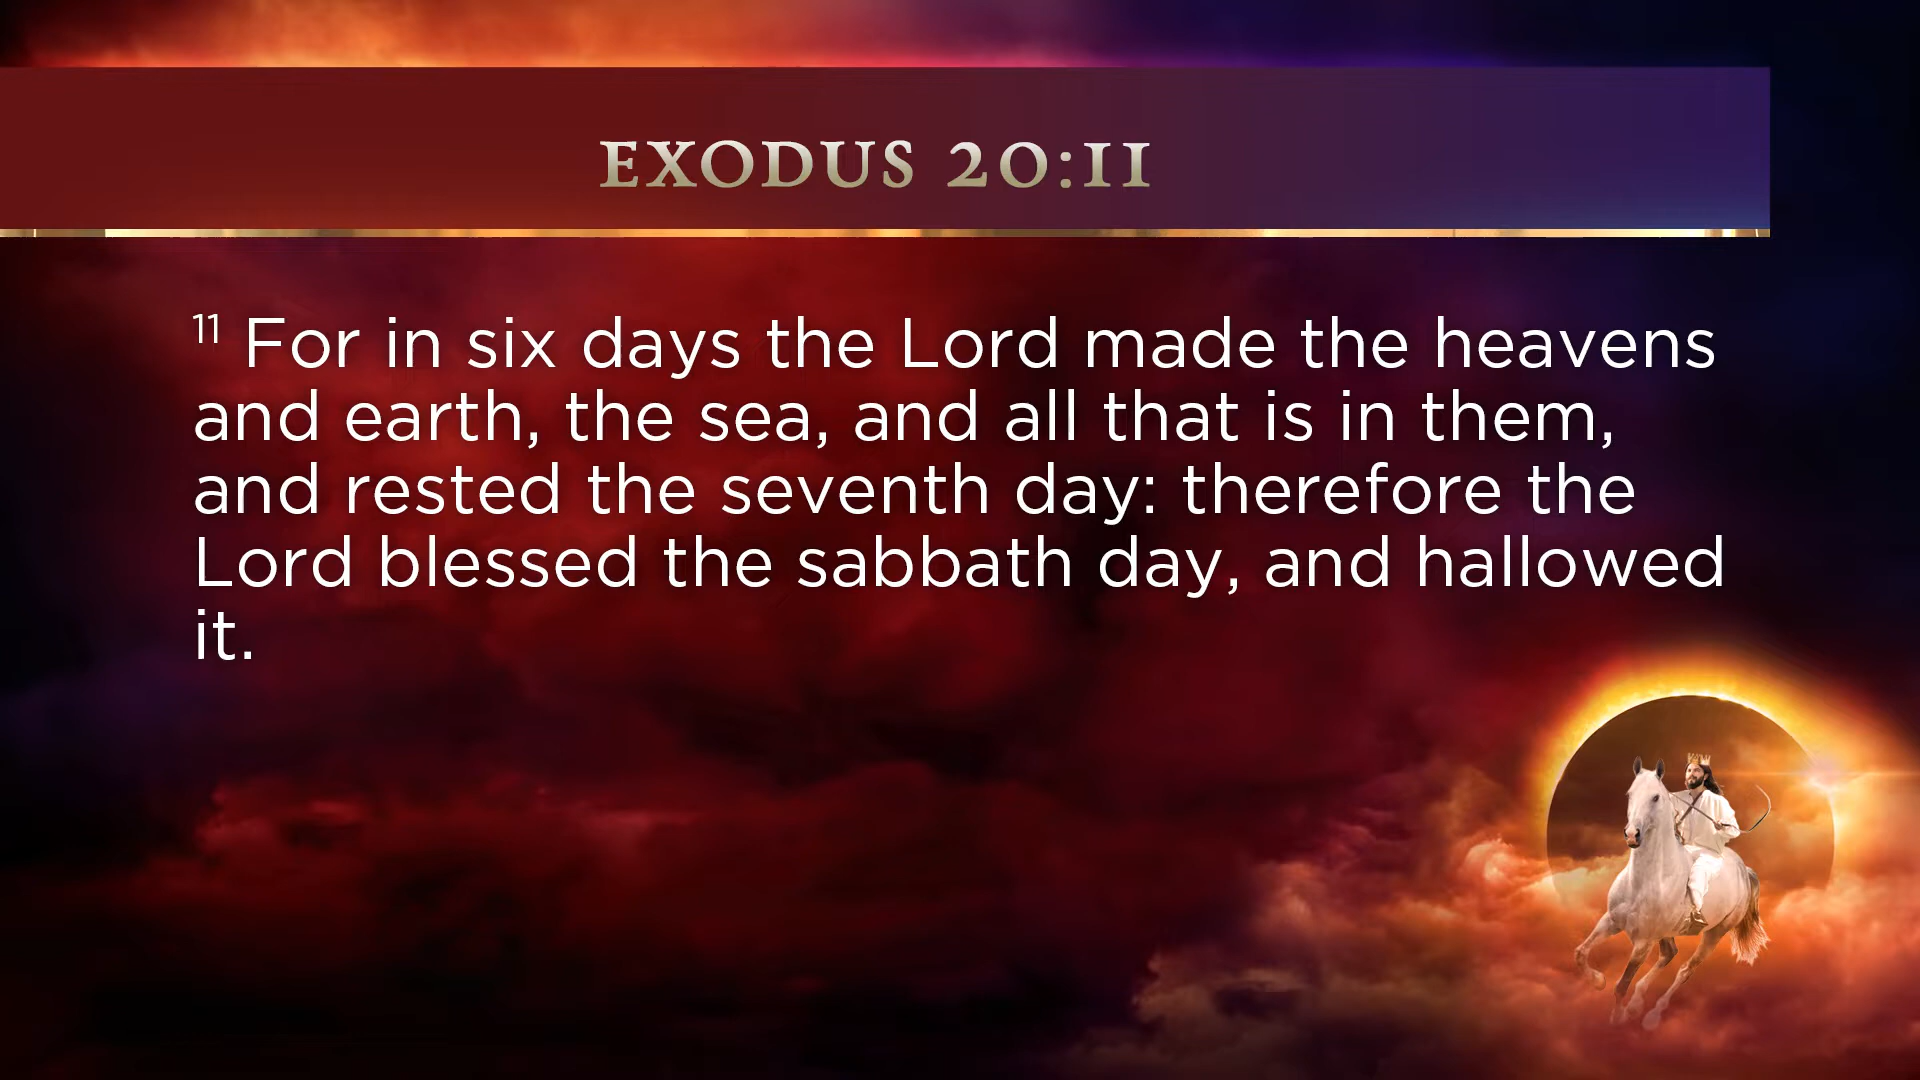 EXODUS 20:11
11 For in six days the Lord made the heavens
and earth, the sea, and all that is in them,
and rested the seventh day: therefore the
Lord blessed the sabbath day, and hallowed
it.